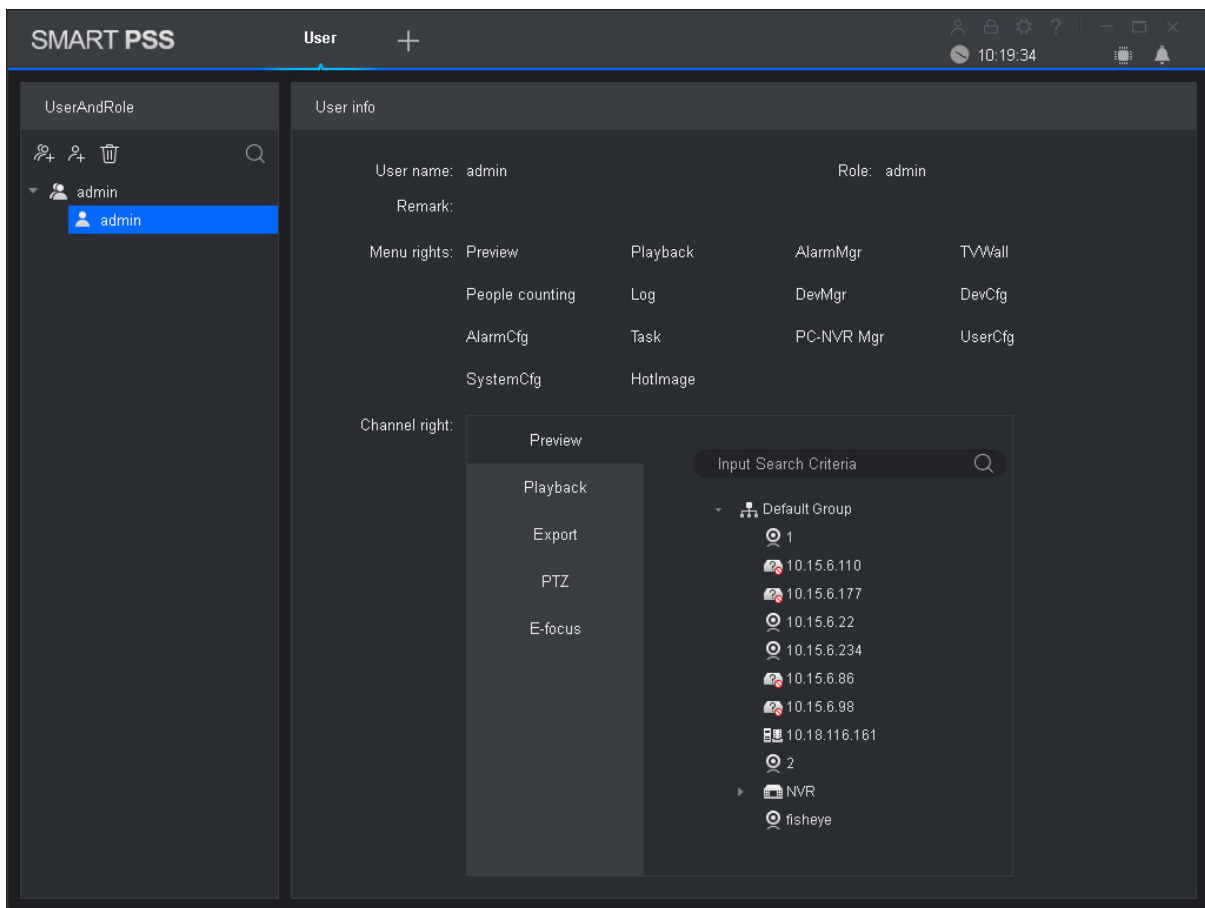 SMART PSS
User
?
10:19:34
UserAndRole
User info
admin
admin
User name: admin
Role: admin
Remark:
Menu rights: Preview Playback AlarmMgr TVWall
People counting Log DevMgr DevCfg
AlarmCfg Task PC-NVR Mgr UserCfg
SystemCfg HotImage
Channel right:
Preview
Playback
Export
PTZ
E-focus
Input Search Criteria
Default Group
1
10.15.6.110
10.15.6.177
10.15.6.22
10.15.6.234
10.15.6.86
10.15.6.98
10.18.116.161
2
NVR
fisheye